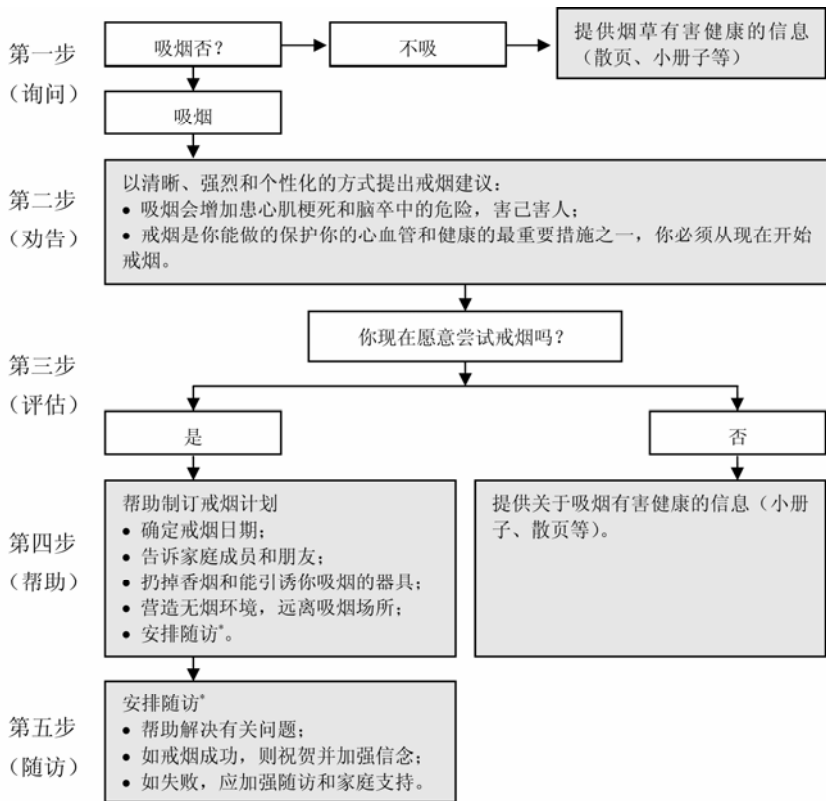 第一步
（询问）
吸烟否？
不吸
提供烟草有害健康的信息
（散页、小册子等）
吸烟
第二步
（劝告）
以清晰、强烈和个性化的方式提出戒烟建议：
• 吸烟会增加患心肌梗死和脑卒中的危险，害己害人；
• 戒烟是你能做的保护你的心血管和健康的最重要措施之一，你必须从现在开始
戒烟。
第三步
（评估）
你现在愿意尝试戒烟吗？
是
否
第四步
（帮助）
帮助制订戒烟计划
• 确定戒烟日期；
• 告诉家庭成员和朋友；
• 扔掉香烟和能引诱你吸烟的器具；
• 营造无烟环境，远离吸烟场所；
• 安排随访*。
提供关于吸烟有害健康的信息（小册
子、散页等）。
第五步
（随访）
安排随访*
• 帮助解决有关问题；
• 如戒烟成功，则祝贺并加强信念；
• 如失败，应加强随访和家庭支持。